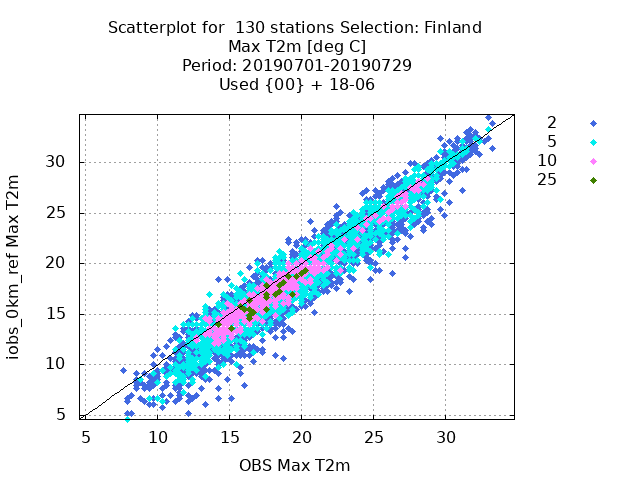 Scatterplot for  130 stations Selection: Finland
Max T2m [deg C]
Period: 20190701-20190729
Used {00} + 18-06
2
5
10
25
iobs_0km_ref Max T2m
30
25
20
15
10
5
5 10 15 20 25 30
OBS Max T2m